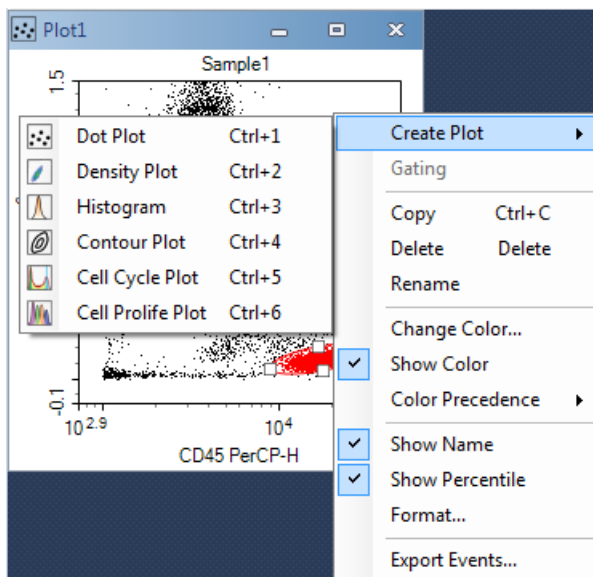 Plot1
Sample1
1.5
Dot Plot Ctrl+1
Density Plot Ctrl+2
Histogram Ctrl+3
Contour Plot Ctrl+4
Cell Cycle Plot Ctrl+5
Cell Prolife Plot Ctrl+6
Create Plot
Gating
Copy Ctrl+C
Delete Delete
Rename
Change Color...
Show Color
Color Precedence
Show Name
Show Percentile
Format...
Export Events...
-0.1
10 2.9
10 4
CD45 PerCP-H